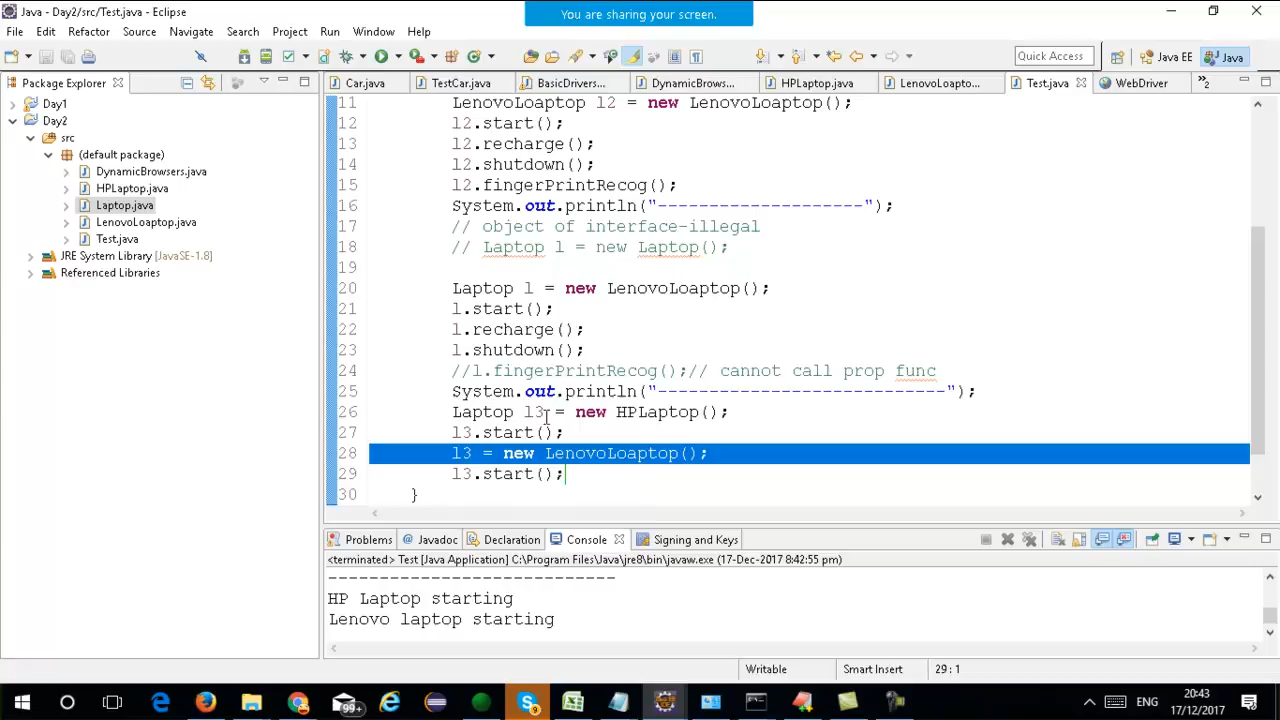 Java - Day2/src/Test.java - Eclipse
You are sharing your screen.
File Edit Refactor Source Navigate Search Project Run Window Help
Quick Access
Java EE
Java
Package Explorer
Car.java
TestCar.java
BasicDrivers...
DynamicBrows...
HPLaptop.java
LenovoLoapto...
Test.java
WebDriver
Day1
Day2
src
(default package)
DynamicBrowsers.java
HPLaptop.java
Laptop.java
LenovoLoaptop.java
Test.java
JRE System Library [JavaSE-1.8]
Referenced Libraries
11 LenovoLoaptop l2 = new LenovoLoaptop();
12 l2.start();
13 l2.recharge();
14 l2.shutdown();
15 l2.fingerPrintRecog();
16 System.out.println("--------------------");
17 // object of interface-illegal
18 // Laptop l = new Laptop();
19
20 Laptop l = new LenovoLoaptop();
21 l.start();
22 l.recharge();
23 l.shutdown();
24 //l.fingerPrintRecog();// cannot call prop func
25 System.out.println("----------------------------");
26 Laptop l3 = new HPLaptop();
27 l3.start();
28 l3 = new LenovoLoaptop();
29 l3.start();
30 }
Problems
Javadoc
Declaration
Console
Signing and Keys
<terminated> Test [Java Application] C:\Program Files\Java\jre8\bin\javaw.exe (17-Dec-2017 8:42:55 pm)
----------------------------
HP Laptop starting
Lenovo laptop starting
Writable
Smart Insert
29 : 1
99+
9
ENG
20:43
17/12/2017